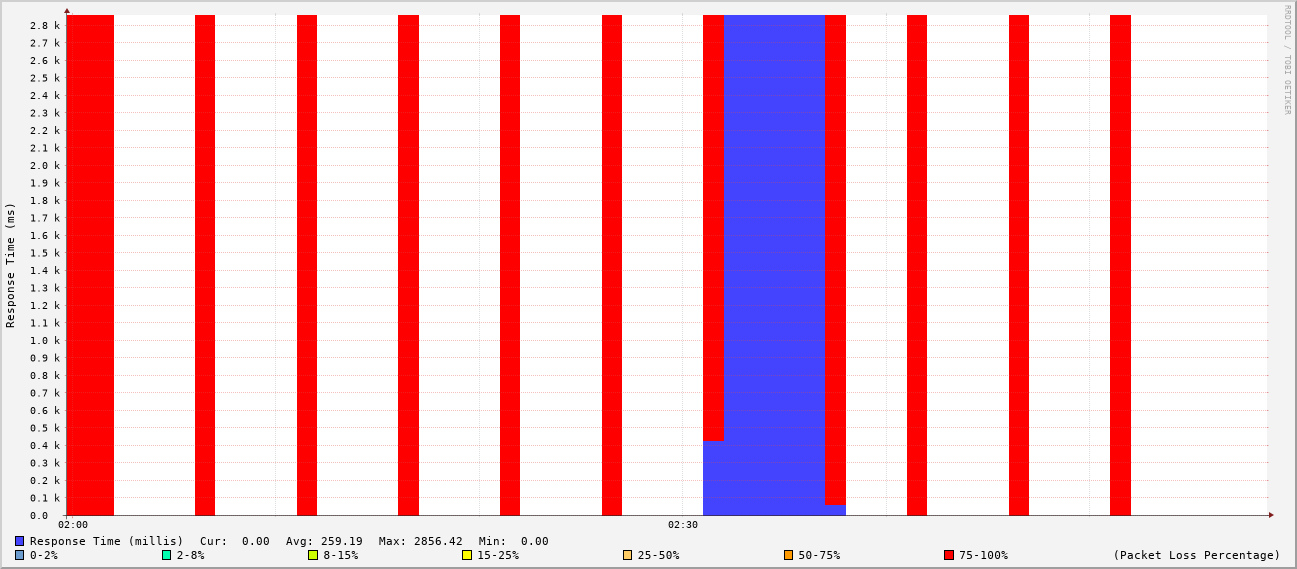 RRDTOOL / TOBI OETIKER
Response Time (ms)
2.8 k
2.7 k
2.6 k
2.5 k
2.4 k
2.3 k
2.2 k
2.1 k
2.0 k
1.9 k
1.8 k
1.7 k
1.6 k
1.5 k
1.4 k
1.3 k
1.2 k
1.1 k
1.0 k
0.9 k
0.8 k
0.7 k
0.6 k
0.5 k
0.4 k
0.3 k
0.2 k
0.1 k
0.0
02:00 02:30
Response Time (millis) Cur: 0.00 Avg: 259.19 Max: 2856.42 Min: 0.00
0-2% 2-8% 8-15% 15-25% 25-50% 50-75% 75-100% (Packet Loss Percentage)